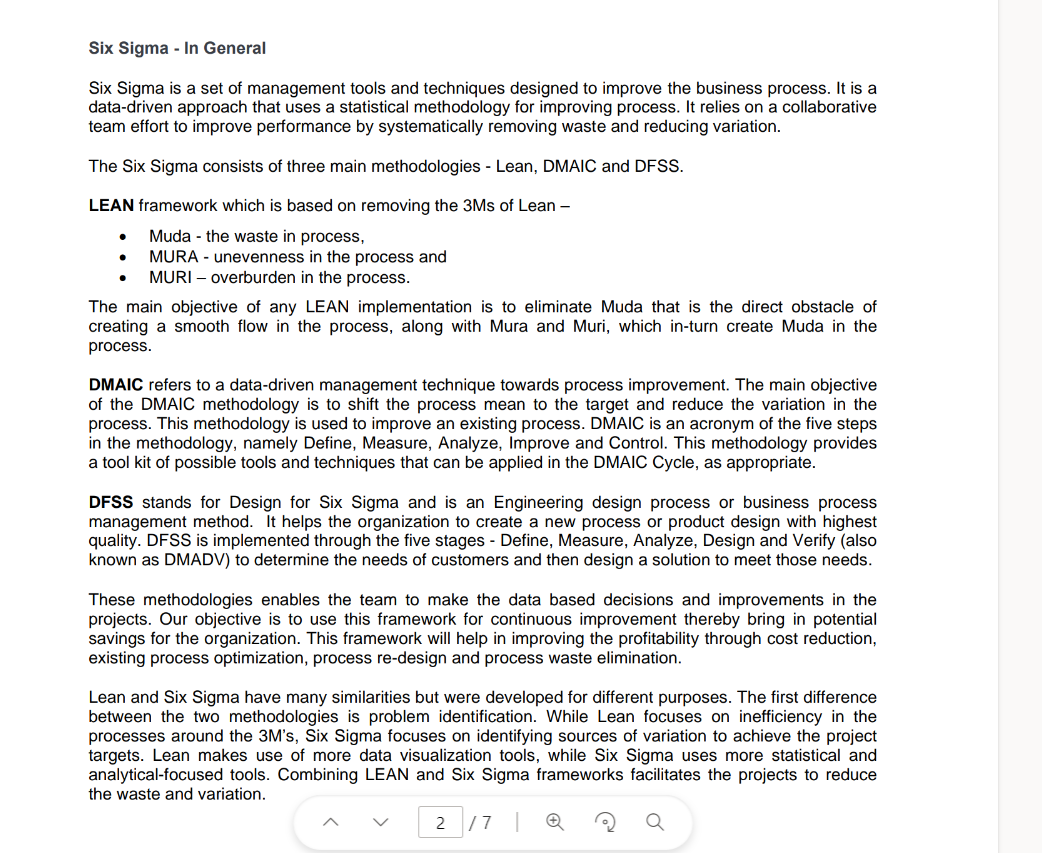 Six Sigma - In General
Six Sigma is a set of management tools and techniques designed to improve the business process. It is a
data-driven approach that uses a statistical methodology for improving process. It relies on a collaborative
team effort to improve performance by systematically removing waste and reducing variation.
The Six Sigma consists of three main methodologies - Lean, DMAIC and DFSS.
LEAN framework which is based on removing the 3Ms of Lean –
• Muda - the waste in process,
• MURA - unevenness in the process and
• MURI – overburden in the process.
The main objective of any LEAN implementation is to eliminate Muda that is the direct obstacle of
creating a smooth flow in the process, along with Mura and Muri, which in-turn create Muda in the
process.
DMAIC refers to a data-driven management technique towards process improvement. The main objective
of the DMAIC methodology is to shift the process mean to the target and reduce the variation in the
process. This methodology is used to improve an existing process. DMAIC is an acronym of the five steps
in the methodology, namely Define, Measure, Analyze, Improve and Control. This methodology provides
a tool kit of possible tools and techniques that can be applied in the DMAIC Cycle, as appropriate.
DFSS stands for Design for Six Sigma and is an Engineering design process or business process
management method. It helps the organization to create a new process or product design with highest
quality. DFSS is implemented through the five stages - Define, Measure, Analyze, Design and Verify (also
known as DMADV) to determine the needs of customers and then design a solution to meet those needs.
These methodologies enables the team to make the data based decisions and improvements in the
projects. Our objective is to use this framework for continuous improvement thereby bring in potential
savings for the organization. This framework will help in improving the profitability through cost reduction,
existing process optimization, process re-design and process waste elimination.
Lean and Six Sigma have many similarities but were developed for different purposes. The first difference
between the two methodologies is problem identification. While Lean focuses on inefficiency in the
processes around the 3M's, Six Sigma focuses on identifying sources of variation to achieve the project
targets. Lean makes use of more data visualization tools, while Six Sigma uses more statistical and
analytical-focused tools. Combining LEAN and Six Sigma frameworks facilitates the projects to reduce
the waste and variation.
2 / 7